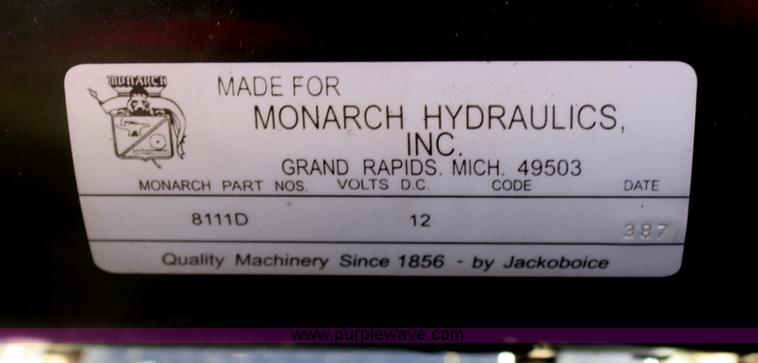 MONARCH
MADE FOR
MONARCH HYDRAULICS,
INC.
GRAND RAPIDS. MICH. 49503
MONARCH PART NOS. VOLTS D.C. CODE DATE
8111D 12 387
Quality Machinery Since 1856 - by Jackoboice
www.purplewave.com